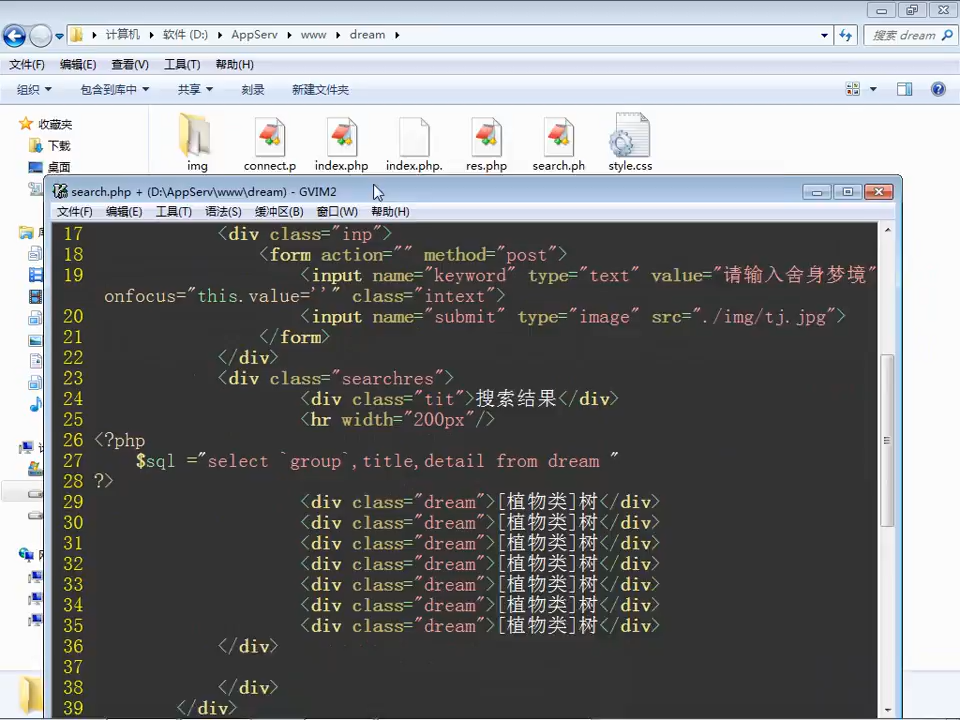 计算机 软件 (D:) AppServ www dream 搜索 dream
文件(F) 编辑(E) 查看(V) 工具(T) 帮助(H)
组织 包含到库中 共享 刻录 新建文件夹
收藏夹
下载
桌面
img connect.p index.php index.php. res.php search.ph style.css
search.php + (D:\AppServ\www\dream) - GVIM2
文件(F) 编辑(E) 工具(T) 语法(S) 缓冲区(B) 窗口(W) 帮助(H)
17 <div class="inp">
18 <form action="" method="post">
19 <input name="keyword" type="text" value="请输入舍身梦境"
onfocus="this.value=''" class="intext">
20 <input name="submit" type="image" src="./img/tj.jpg">
21 </form>
22 </div>
23 <div class="searchres">
24 <div class="tit">搜索结果</div>
25 <hr width="200px"/>
26 <?php
27 $sql ="select `group`,title,detail from dream "
28 ?>
29 <div class="dream">[植物类]树</div>
30 <div class="dream">[植物类]树</div>
31 <div class="dream">[植物类]树</div>
32 <div class="dream">[植物类]树</div>
33 <div class="dream">[植物类]树</div>
34 <div class="dream">[植物类]树</div>
35 <div class="dream">[植物类]树</div>
36 </div>
37
38 </div>
39 </div>